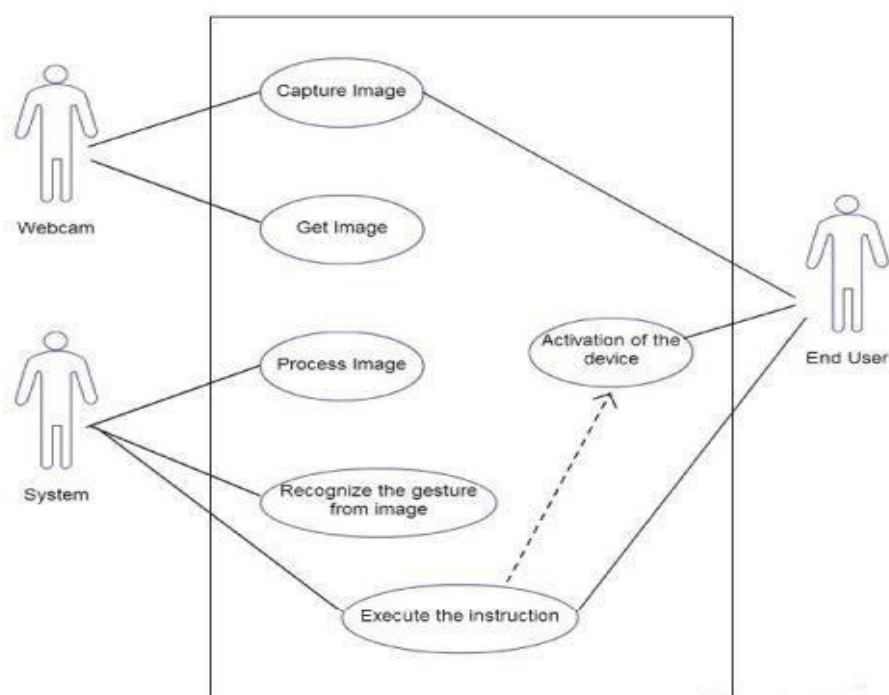 Capture Image
Webcam
Get Image
Process Image
Activation of the
device
End User
System
Recognize the gesture
from image
Execute the instruction